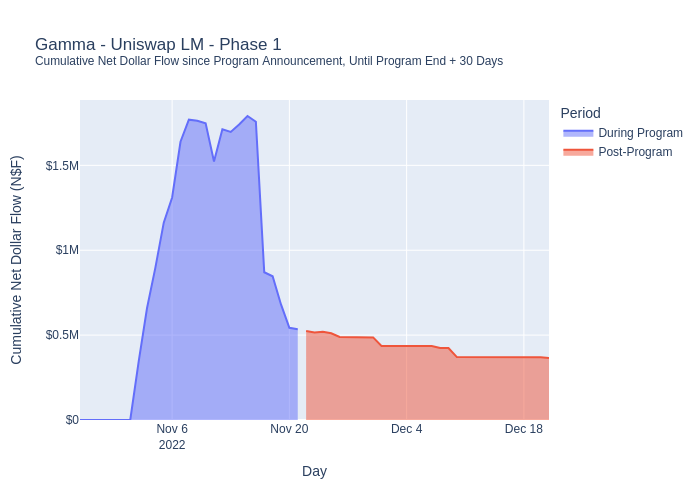 Gamma - Uniswap LM - Phase 1
Cumulative Net Dollar Flow since Program Announcement, Until Program End + 30 Days
Period
During Program
Post-Program
Cumulative Net Dollar Flow (N$F)
$1.5M
$1M
$0.5M
$0
Nov 6
2022
Nov 20
Dec 4
Dec 18
Day